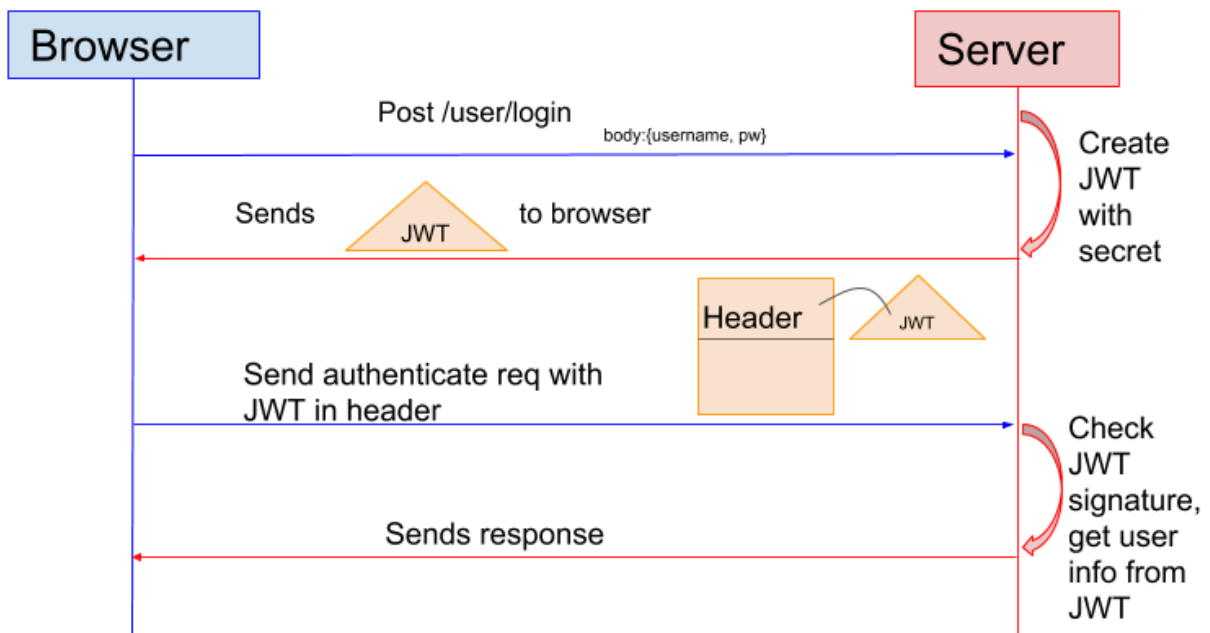 Browser
Server
Post /user/login
body:{username, pw}
Create
JWT
with
secret
Sends
JWT
to browser
Header
JWT
Send authenticate req with
JWT in header
Check
JWT
signature,
get user
info from
JWT
Sends response